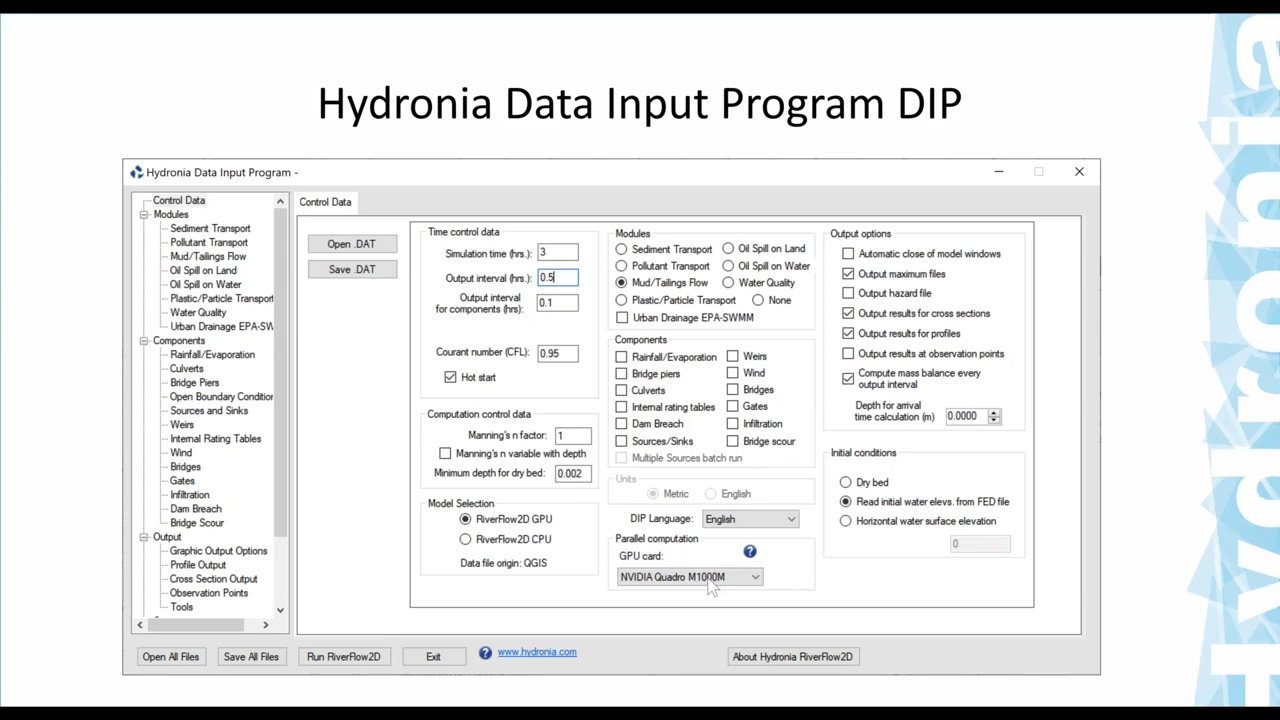 Hydronia Data Input Program DIP
Hydronia Data Input Program -
Control Data
Modules
Sediment Transport
Pollutant Transport
Mud/Tailings Flow
Oil Spill on Land
Oil Spill on Water
Plastic/Particle Transport
Water Quality
Urban Drainage EPA-SW
Components
Rainfall/Evaporation
Culverts
Bridge Piers
Open Boundary Condition
Sources and Sinks
Weirs
Internal Rating Tables
Wind
Bridges
Gates
Infiltration
Dam Breach
Bridge Scour
Output
Graphic Output Options
Profile Output
Cross Section Output
Observation Points
Tools
Control Data
Open .DAT
Save .DAT
Time control data
Simulation time (hrs.): 3
Output interval (hrs.): 0.5
Output interval
for components (hrs): 0.1
Courant number (CFL): 0.95
Hot start
Computation control data
Manning's n factor: 1
Manning's n variable with depth
Minimum depth for dry bed: 0.002
Model Selection
RiverFlow2D GPU
RiverFlow2D CPU
Data file origin: QGIS
Modules
Sediment Transport Oil Spill on Land
Pollutant Transport Oil Spill on Water
Mud/Tailings Flow Water Quality
Plastic/Particle Transport None
Urban Drainage EPA-SWMM
Components
Rainfall/Evaporation Weirs
Bridge piers Wind
Culverts Bridges
Internal rating tables Gates
Dam Breach Infiltration
Sources/Sinks Bridge scour
Multiple Sources batch run
Units
Metric English
DIP Language: English
Parallel computation
GPU card:
NVIDIA Quadro M1000M
Output options
Automatic close of model windows
Output maximum files
Output hazard file
Output results for cross sections
Output results for profiles
Output results at observation points
Compute mass balance every
output interval
Depth for arrival
time calculation (m) 0.0000
Initial conditions
Dry bed
Read initial water elevs. from FED file
Horizontal water surface elevation
0
Open All Files
Save All Files
Run RiverFlow2D
Exit
www.hydronia.com
About Hydronia RiverFlow2D
Hydronia